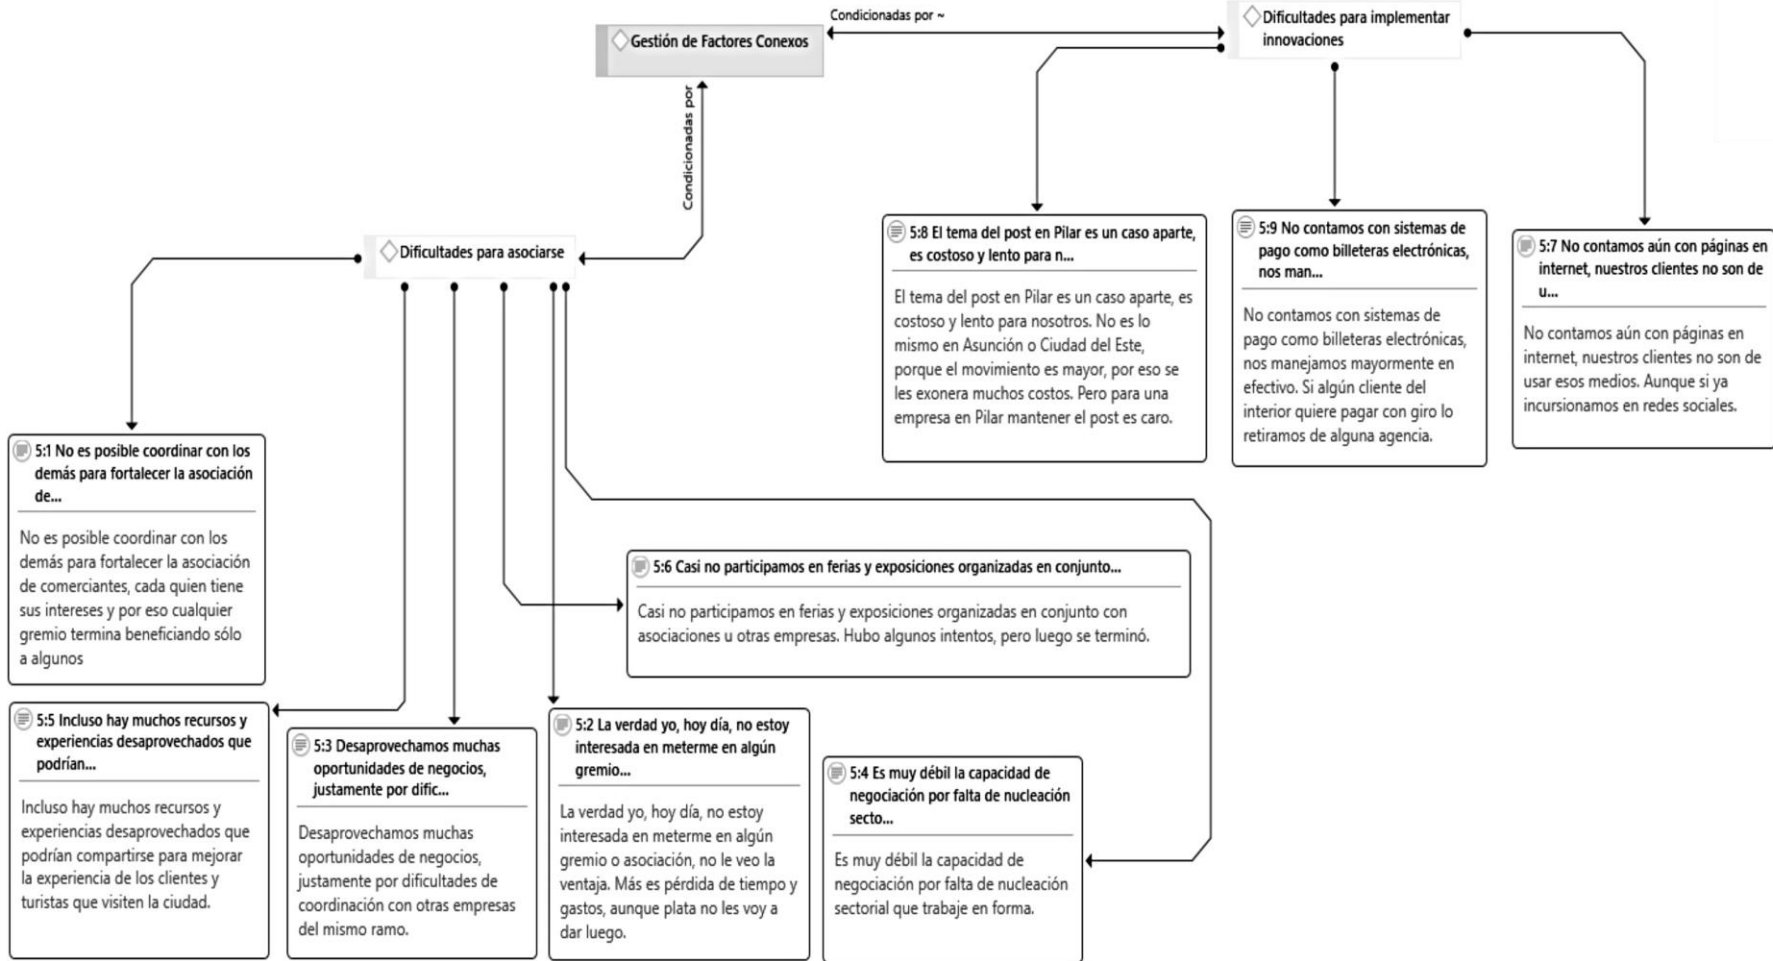 Condicionadas por ~
Gestión de Factores Conexos
Dificultades para implementar
innovaciones
Condicionadas por
Dificultades para asociarse
5:8 El tema del post en Pilar es un caso aparte,
es costoso y lento para n...
El tema del post en Pilar es un caso aparte, es
costoso y lento para nosotros. No es lo
mismo en Asunción o Ciudad del Este,
porque el movimiento es mayor, por eso se
les exonera muchos costos. Pero para una
empresa en Pilar mantener el post es caro.
5:9 No contamos con sistemas de
pago como billeteras electrónicas,
nos man...
No contamos con sistemas de
pago como billeteras electrónicas,
nos manejamos mayormente en
efectivo. Si algún cliente del
interior quiere pagar con giro lo
retiramos de alguna agencia.
5:7 No contamos aún con páginas en
internet, nuestros clientes no son de
u...
No contamos aún con páginas en
internet, nuestros clientes no son de
usar esos medios. Aunque si ya
incursionamos en redes sociales.
5:1 No es posible coordinar con los
demás para fortalecer la asociación
de...
No es posible coordinar con los
demás para fortalecer la asociación
de comerciantes, cada quien tiene
sus intereses y por eso cualquier
gremio termina beneficiando sólo
a algunos
5:6 Casi no participamos en ferias y exposiciones organizadas en conjunto...
Casi no participamos en ferias y exposiciones organizadas en conjunto con
asociaciones u otras empresas. Hubo algunos intentos, pero luego se terminó.
5:5 Incluso hay muchos recursos y
experiencias desaprovechados que
podrían...
Incluso hay muchos recursos y
experiencias desaprovechados que
podrían compartirse para mejorar
la experiencia de los clientes y
turistas que visiten la ciudad.
5:3 Desaprovechamos muchas
oportunidades de negocios,
justamente por dific...
Desaprovechamos muchas
oportunidades de negocios,
justamente por dificultades de
coordinación con otras empresas
del mismo ramo.
5:2 La verdad yo, hoy día, no estoy
interesada en meterme en algún
gremio...
La verdad yo, hoy día, no estoy
interesada en meterme en algún
gremio o asociación, no le veo la
ventaja. Más es pérdida de tiempo y
gastos, aunque plata no les voy a
dar luego.
5:4 Es muy débil la capacidad de
negociación por falta de nucleación
secto...
Es muy débil la capacidad de
negociación por falta de nucleación
sectorial que trabaje en forma.